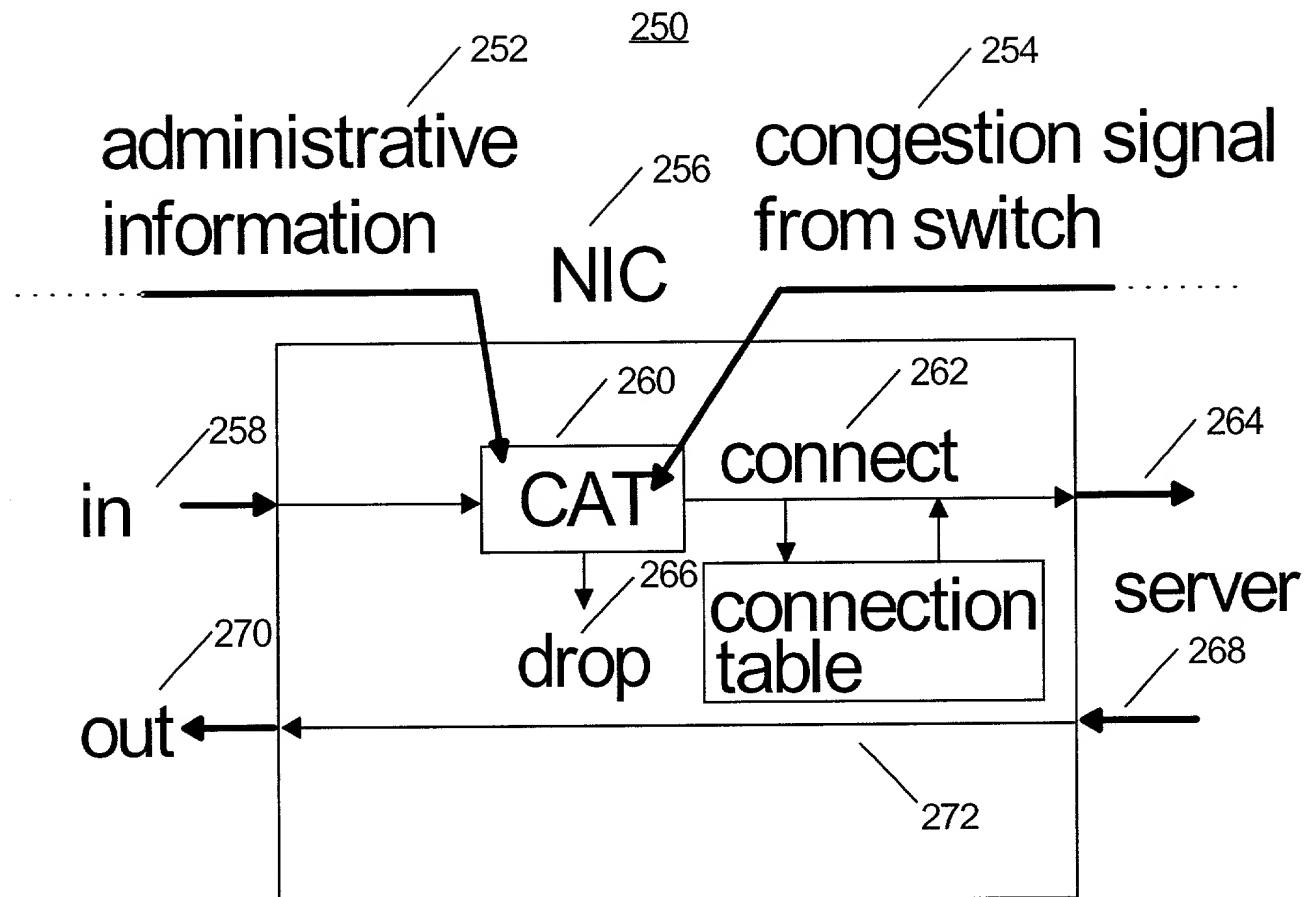 250
252
254
administrative
information
256
congestion signal
from switch
NIC
260
262
258
264
in
CAT
connect
266
connection
table
server
270
drop
268
out
272